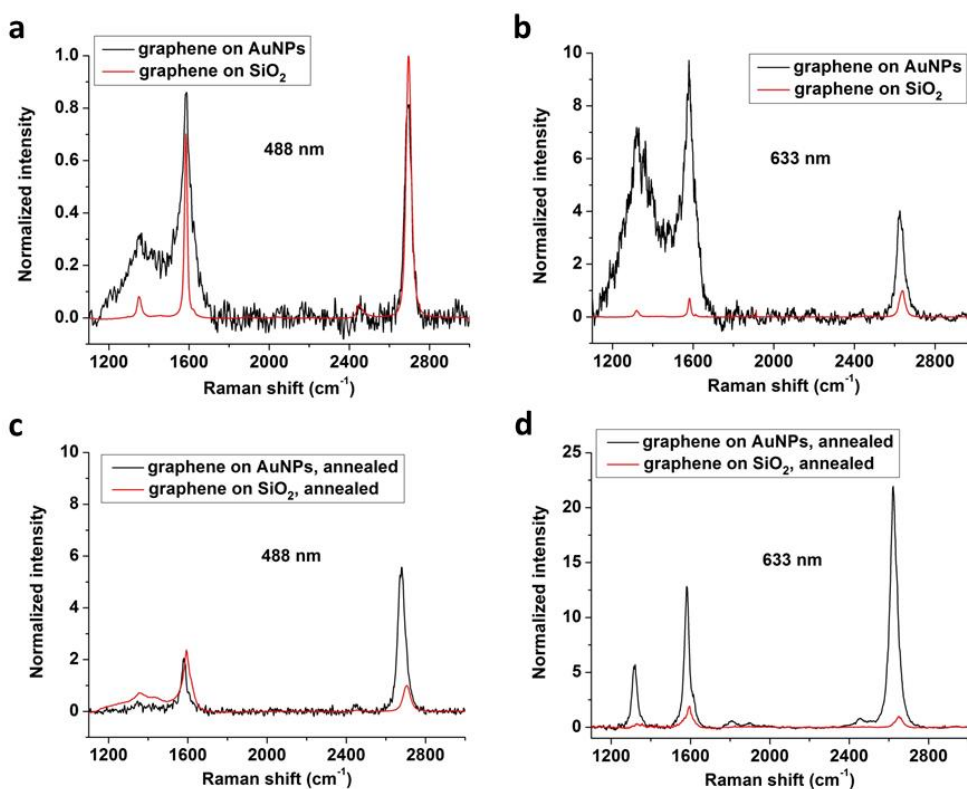 a
graphene on AuNPs
graphene on SiO₂
488 nm
Normalized intensity
1.0
0.8
0.6
0.4
0.2
0.0
1200 1600 2000 2400 2800
Raman shift (cm⁻¹)
b
graphene on AuNPs
graphene on SiO₂
633 nm
Normalized intensity
10
8
6
4
2
0
1200 1600 2000 2400 2800
Raman shift (cm⁻¹)
c
graphene on AuNPs, annealed
graphene on SiO₂, annealed
488 nm
Normalized intensity
10
8
6
4
2
0
1200 1600 2000 2400 2800
Raman shift (cm⁻¹)
d
graphene on AuNPs, annealed
graphene on SiO₂, annealed
633 nm
Normalized intensity
25
20
15
10
5
0
1200 1600 2000 2400 2800
Raman shift (cm⁻¹)